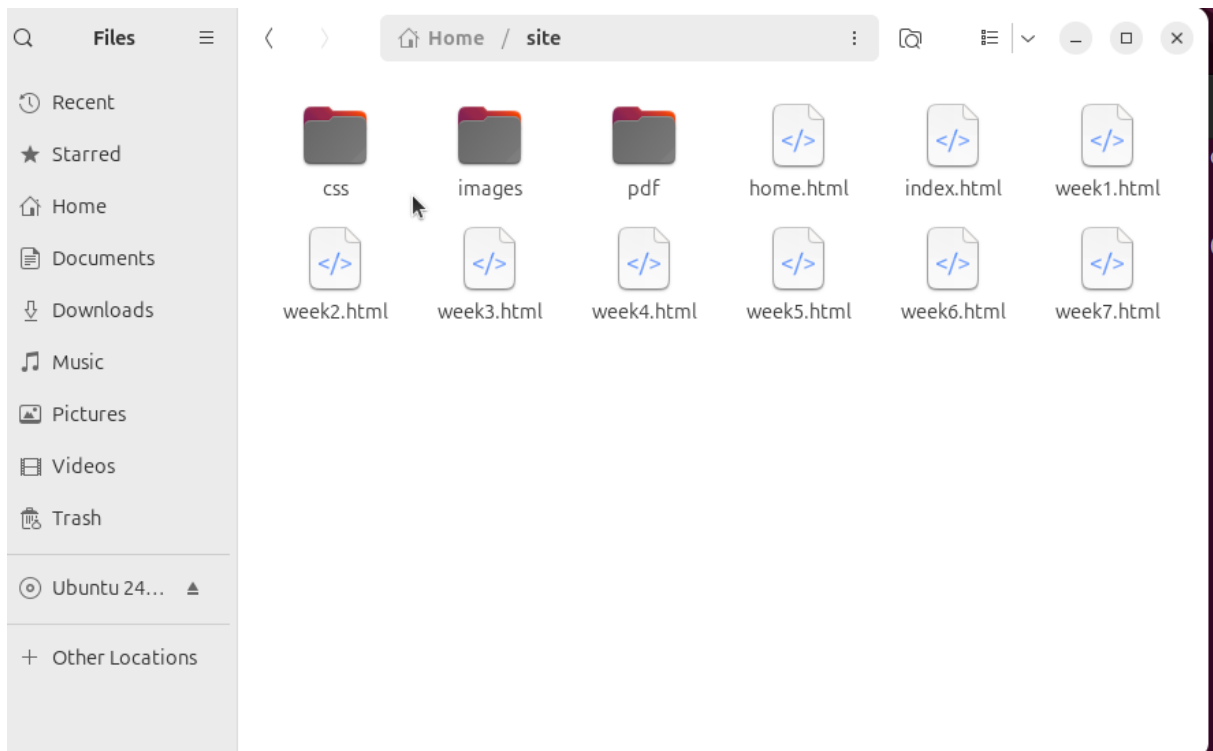 Files
Home / site
Recent
Starred
Home
Documents
Downloads
Music
Pictures
Videos
Trash
Ubuntu 24…
Other Locations
css images pdf home.html index.html week1.html
week2.html week3.html week4.html week5.html week6.html week7.html